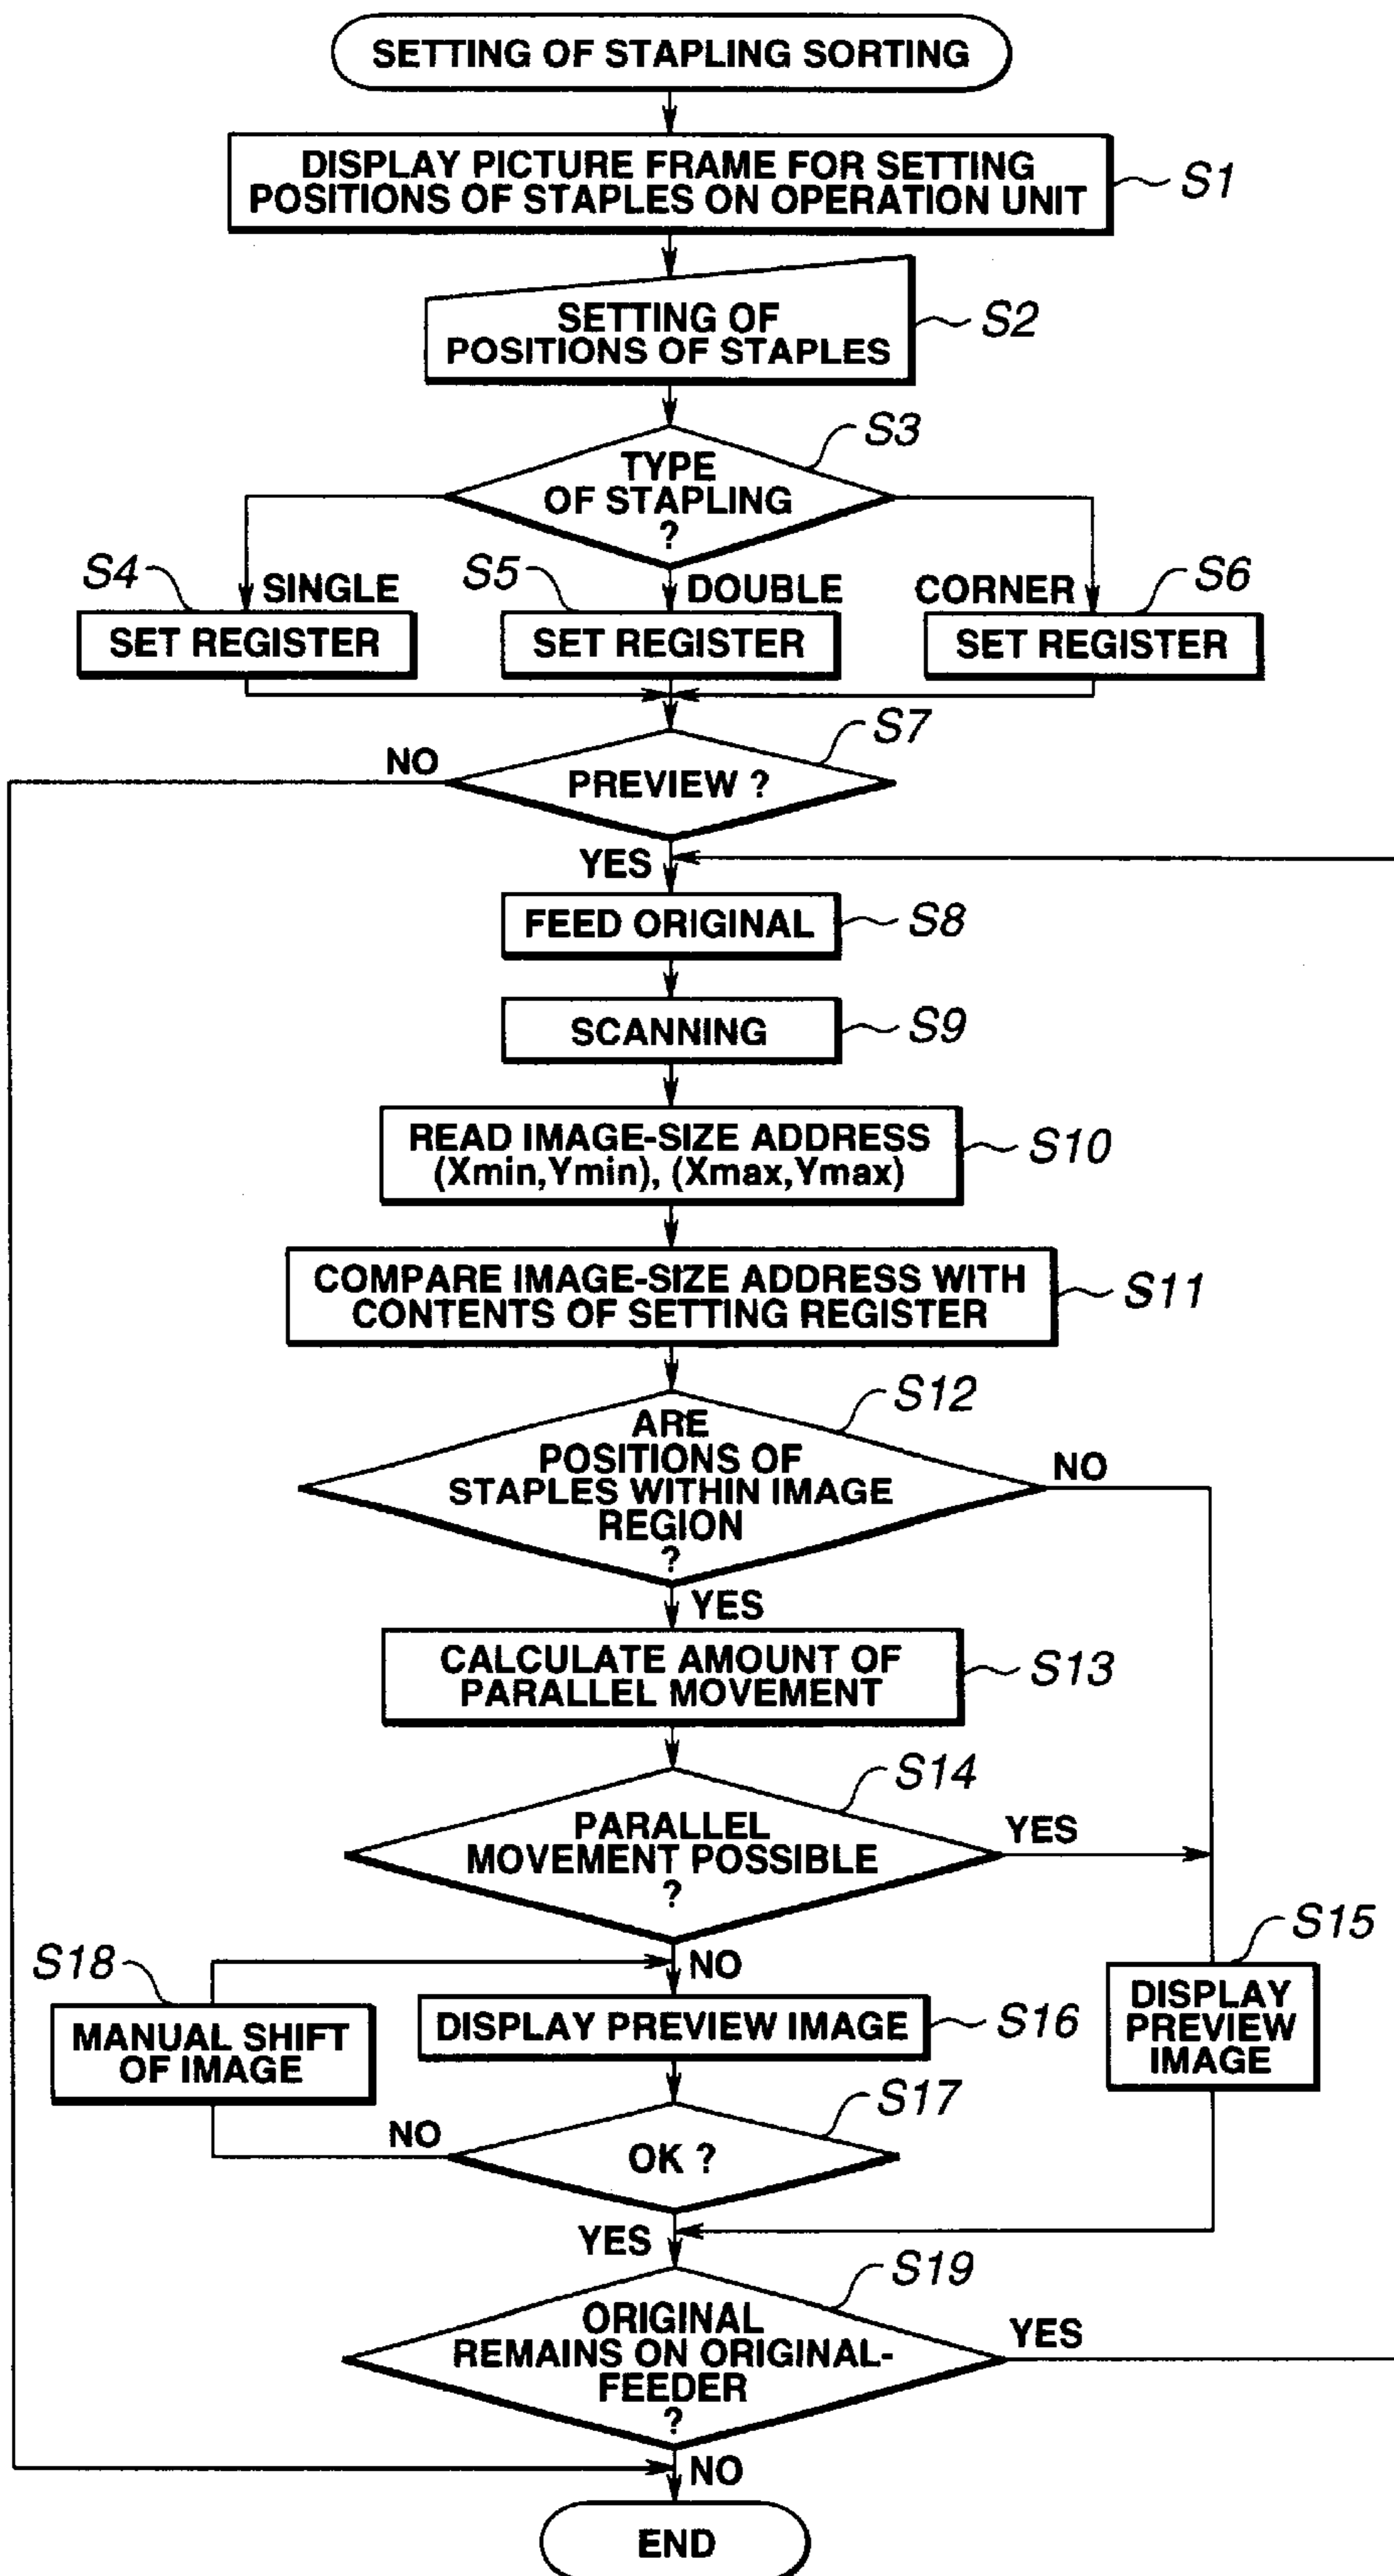 SETTING OF STAPLING SORTING
DISPLAY PICTURE FRAME FOR SETTING
POSITIONS OF STAPLES ON OPERATION UNIT
S1
SETTING OF
POSITIONS OF STAPLES
S2
S3
TYPE
OF STAPLING
?
S4
SINGLE
S5
DOUBLE
CORNER
S6
SET REGISTER
SET REGISTER
SET REGISTER
S7
NO
PREVIEW ?
YES
FEED ORIGINAL
S8
SCANNING
S9
READ IMAGE-SIZE ADDRESS
(Xmin,Ymin), (Xmax,Ymax)
S10
COMPARE IMAGE-SIZE ADDRESS WITH
CONTENTS OF SETTING REGISTER
S11
S12
ARE
POSITIONS OF
STAPLES WITHIN IMAGE
REGION
?
NO
YES
CALCULATE AMOUNT OF
PARALLEL MOVEMENT
S13
S14
PARALLEL
MOVEMENT POSSIBLE
?
YES
S15
NO
S18
DISPLAY
PREVIEW
IMAGE
MANUAL SHIFT
OF IMAGE
DISPLAY PREVIEW IMAGE
S16
S17
NO
OK ?
YES
S19
ORIGINAL
REMAINS ON ORIGINAL-
FEEDER
?
YES
NO
END